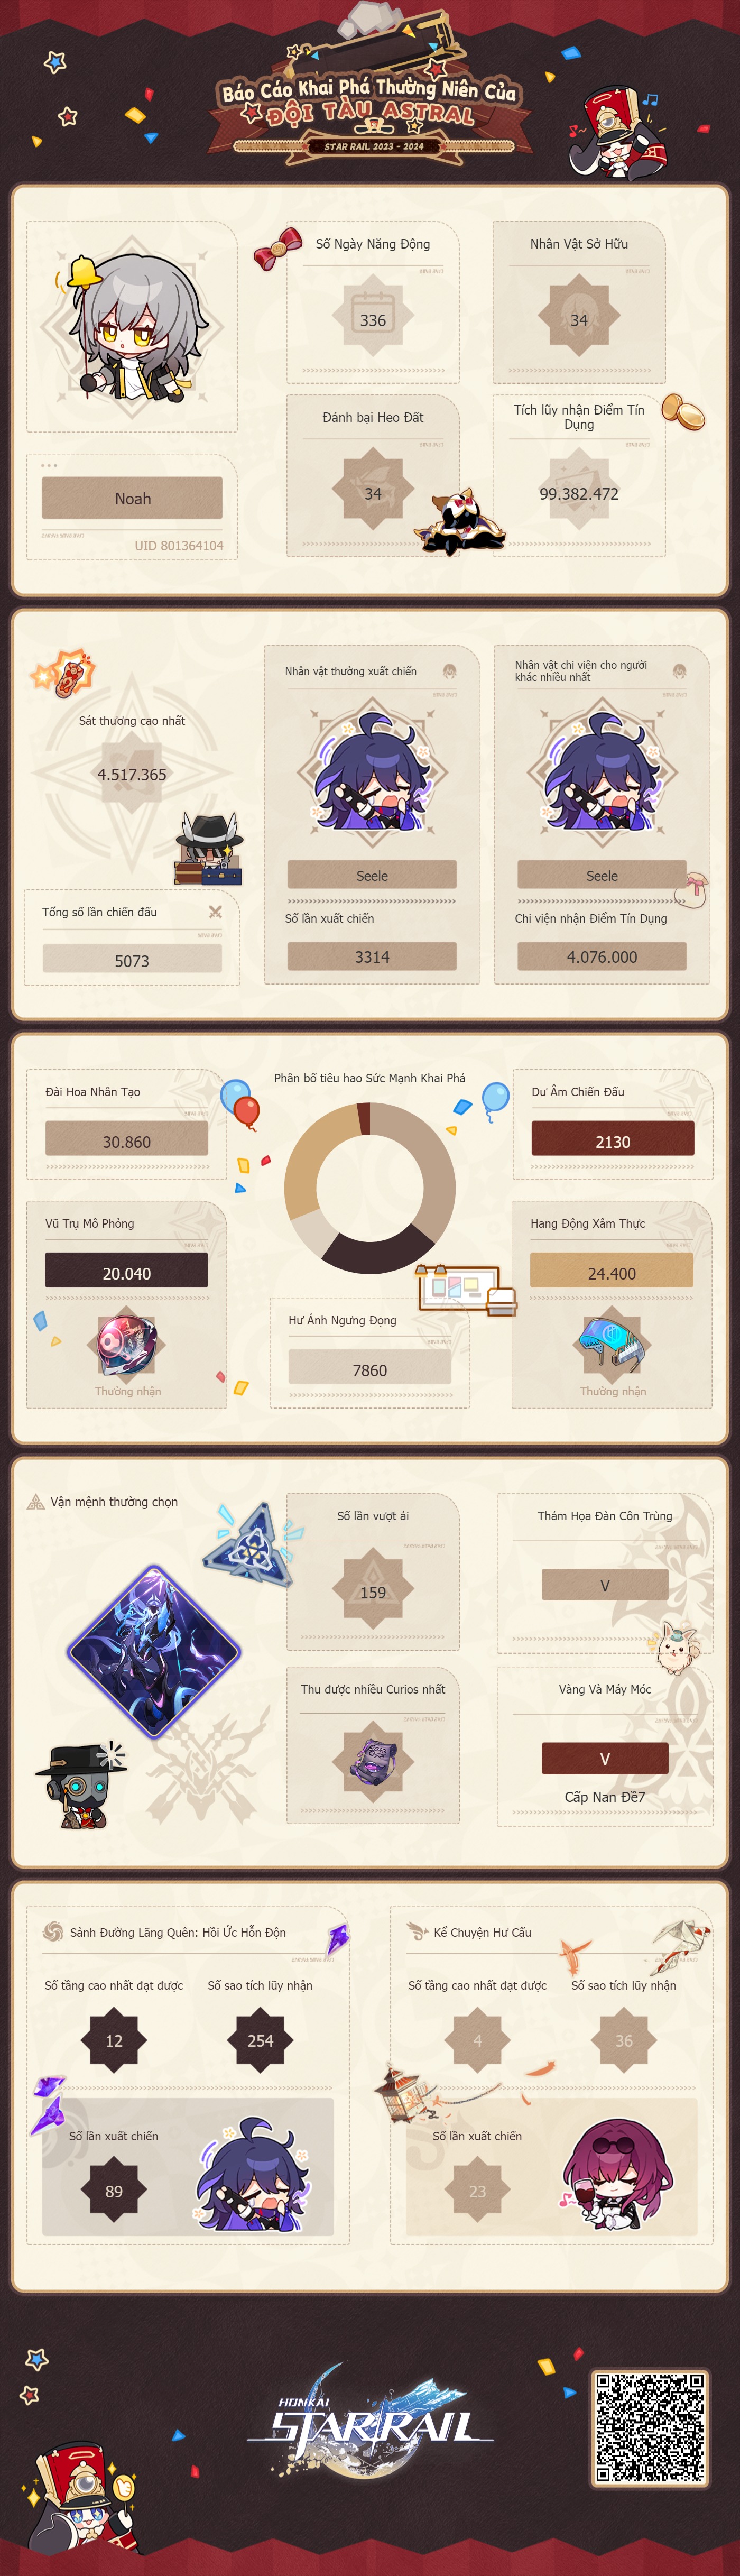 Báo Cáo Khai Phá Thường Niên Của
ĐỘI TÀU ASTRAL
STAR RAIL 2023 - 2024
Số Ngày Năng Động
336
Nhân Vật Sở Hữu
34
Đánh bại Heo Đất
34
Tích lũy nhận Điểm Tín
Dụng
99.382.472
Noah
UID 801364104
Sát thương cao nhất
4.517.365
Tổng số lần chiến đấu
5073
Nhân vật thường xuất chiến
Seele
Số lần xuất chiến
3314
Nhân vật chi viện cho người
khác nhiều nhất
Seele
Chi viện nhận Điểm Tín Dụng
4.076.000
Phân bố tiêu hao Sức Mạnh Khai Phá
Đài Hoa Nhân Tạo
30.860
Dư Âm Chiến Đấu
2130
Vũ Trụ Mô Phỏng
20.040
Thường nhận
Hư Ảnh Ngưng Đọng
7860
Hang Động Xâm Thực
24.400
Thường nhận
Vận mệnh thường chọn
Số lần vượt ải
159
Thảm Họa Đàn Côn Trùng
V
Thu được nhiều Curios nhất
Vàng Và Máy Móc
V
Cấp Nan Đề7
Sảnh Đường Lãng Quên: Hồi Ức Hỗn Độn
Số tầng cao nhất đạt được
12
Số sao tích lũy nhận
254
Số lần xuất chiến
89
Kể Chuyện Hư Cấu
Số tầng cao nhất đạt được
4
Số sao tích lũy nhận
36
Số lần xuất chiến
23
HONKAI
STAR RAIL